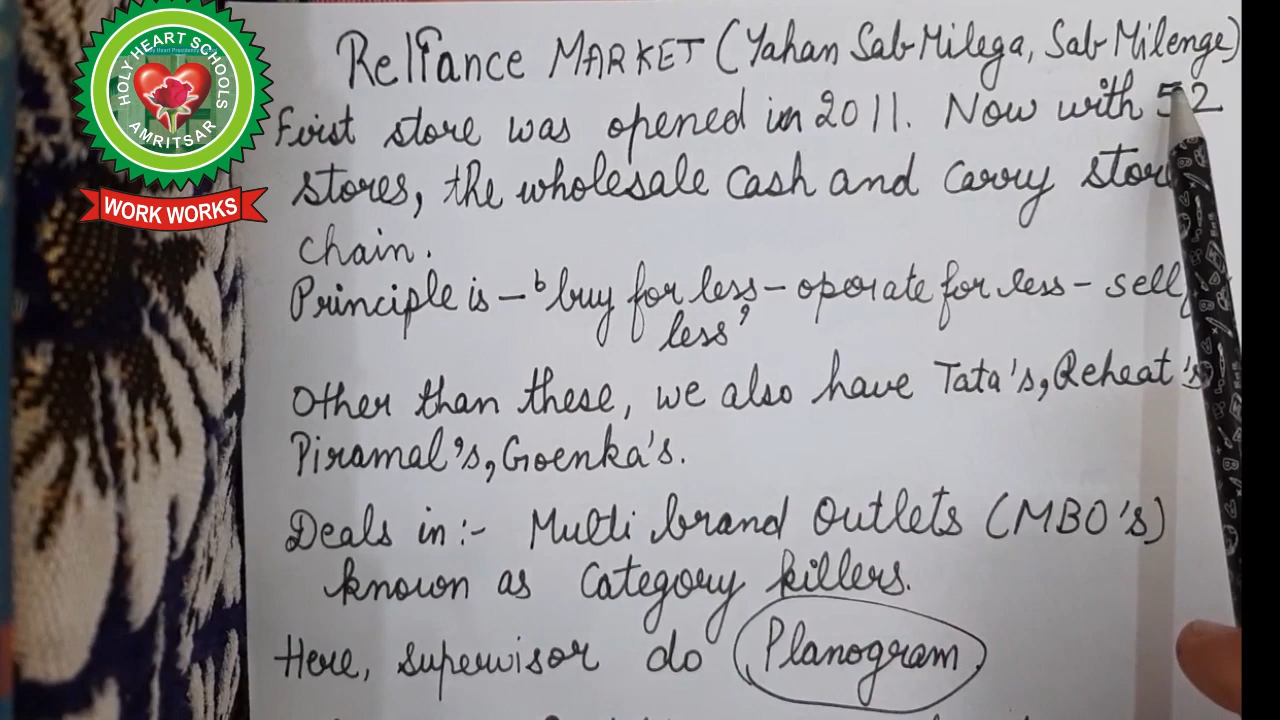 HOLY HEART SCHOOLS
AMRITSAR
WORK WORKS
Reliance MARKET (Yahan Sab Milega, Sab Milenge)
First store was opened in 2011. Now with 52
stores, the wholesale cash and carry
chain.
Principle is – 'buy for less – operate for less – sell
less'
Other than these, we also have Tata's, Reheat's
Piramal's, Goenka's.
Deals in :- Multi brand Outlets (MBO's)
known as Category killers.
Here, supervisor do Planogram